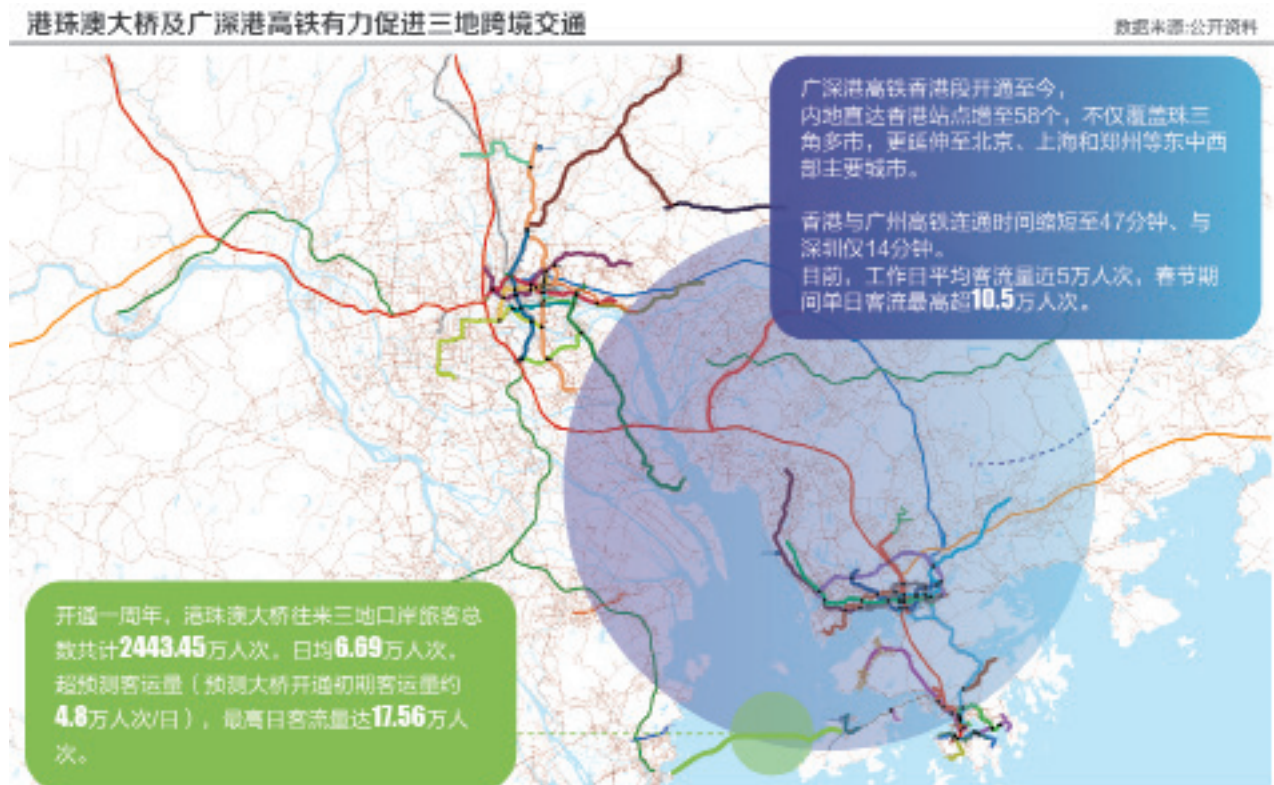 港珠澳大桥及广深港高铁有力促进三地跨境交通
数据来源:公开资料
广深港高铁香港段开通至今，
内地直达香港站点增至58个，不仅覆盖珠三
角多市，更延伸至北京、上海和郑州等东中西
部主要城市。
香港与广州高铁连通时间缩短至47分钟、与
深圳仅14分钟。
目前，工作日平均客流量近5万人次，春节期
间单日客流最高超10.5万人次。
开通一周年，港珠澳大桥往来三地口岸旅客总
数共计2443.45万人次，日均6.69万人次。
超预测客运量（预测大桥开通初期客运量约
4.8万人次/日），最高日客流量达17.56万人
次。